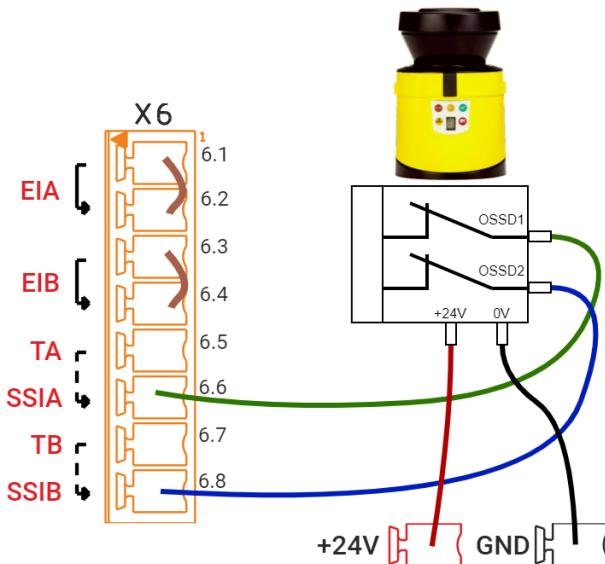 X6
1
6.1
EIA
6.2
6.3
EIB
6.4
TA
6.5
SSIA
6.6
TB
6.7
SSIB
6.8
OSSD1
OSSD2
+24V
0V
+24V
GND